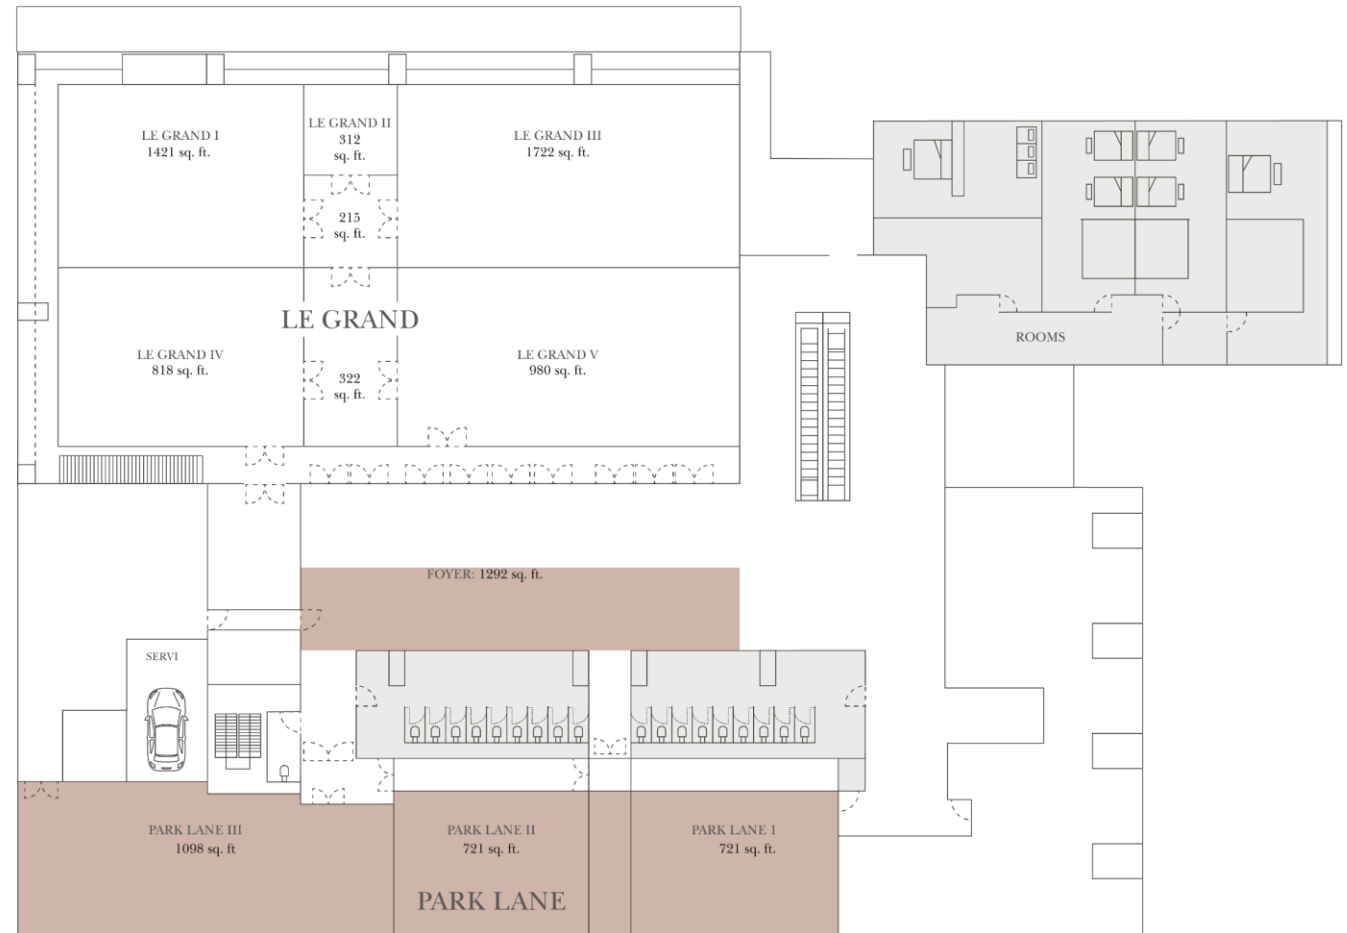 LE GRAND I
1421 sq. ft.
LE GRAND II
312
sq. ft.
LE GRAND III
1722 sq. ft.
215
sq. ft.
LE GRAND
LE GRAND IV
818 sq. ft.
322
sq. ft.
LE GRAND V
980 sq. ft.
ROOMS
FOYER: 1292 sq. ft.
SERVI
PARK LANE III
1098 sq. ft
PARK LANE II
721 sq. ft.
PARK LANE 1
721 sq. ft.
PARK LANE